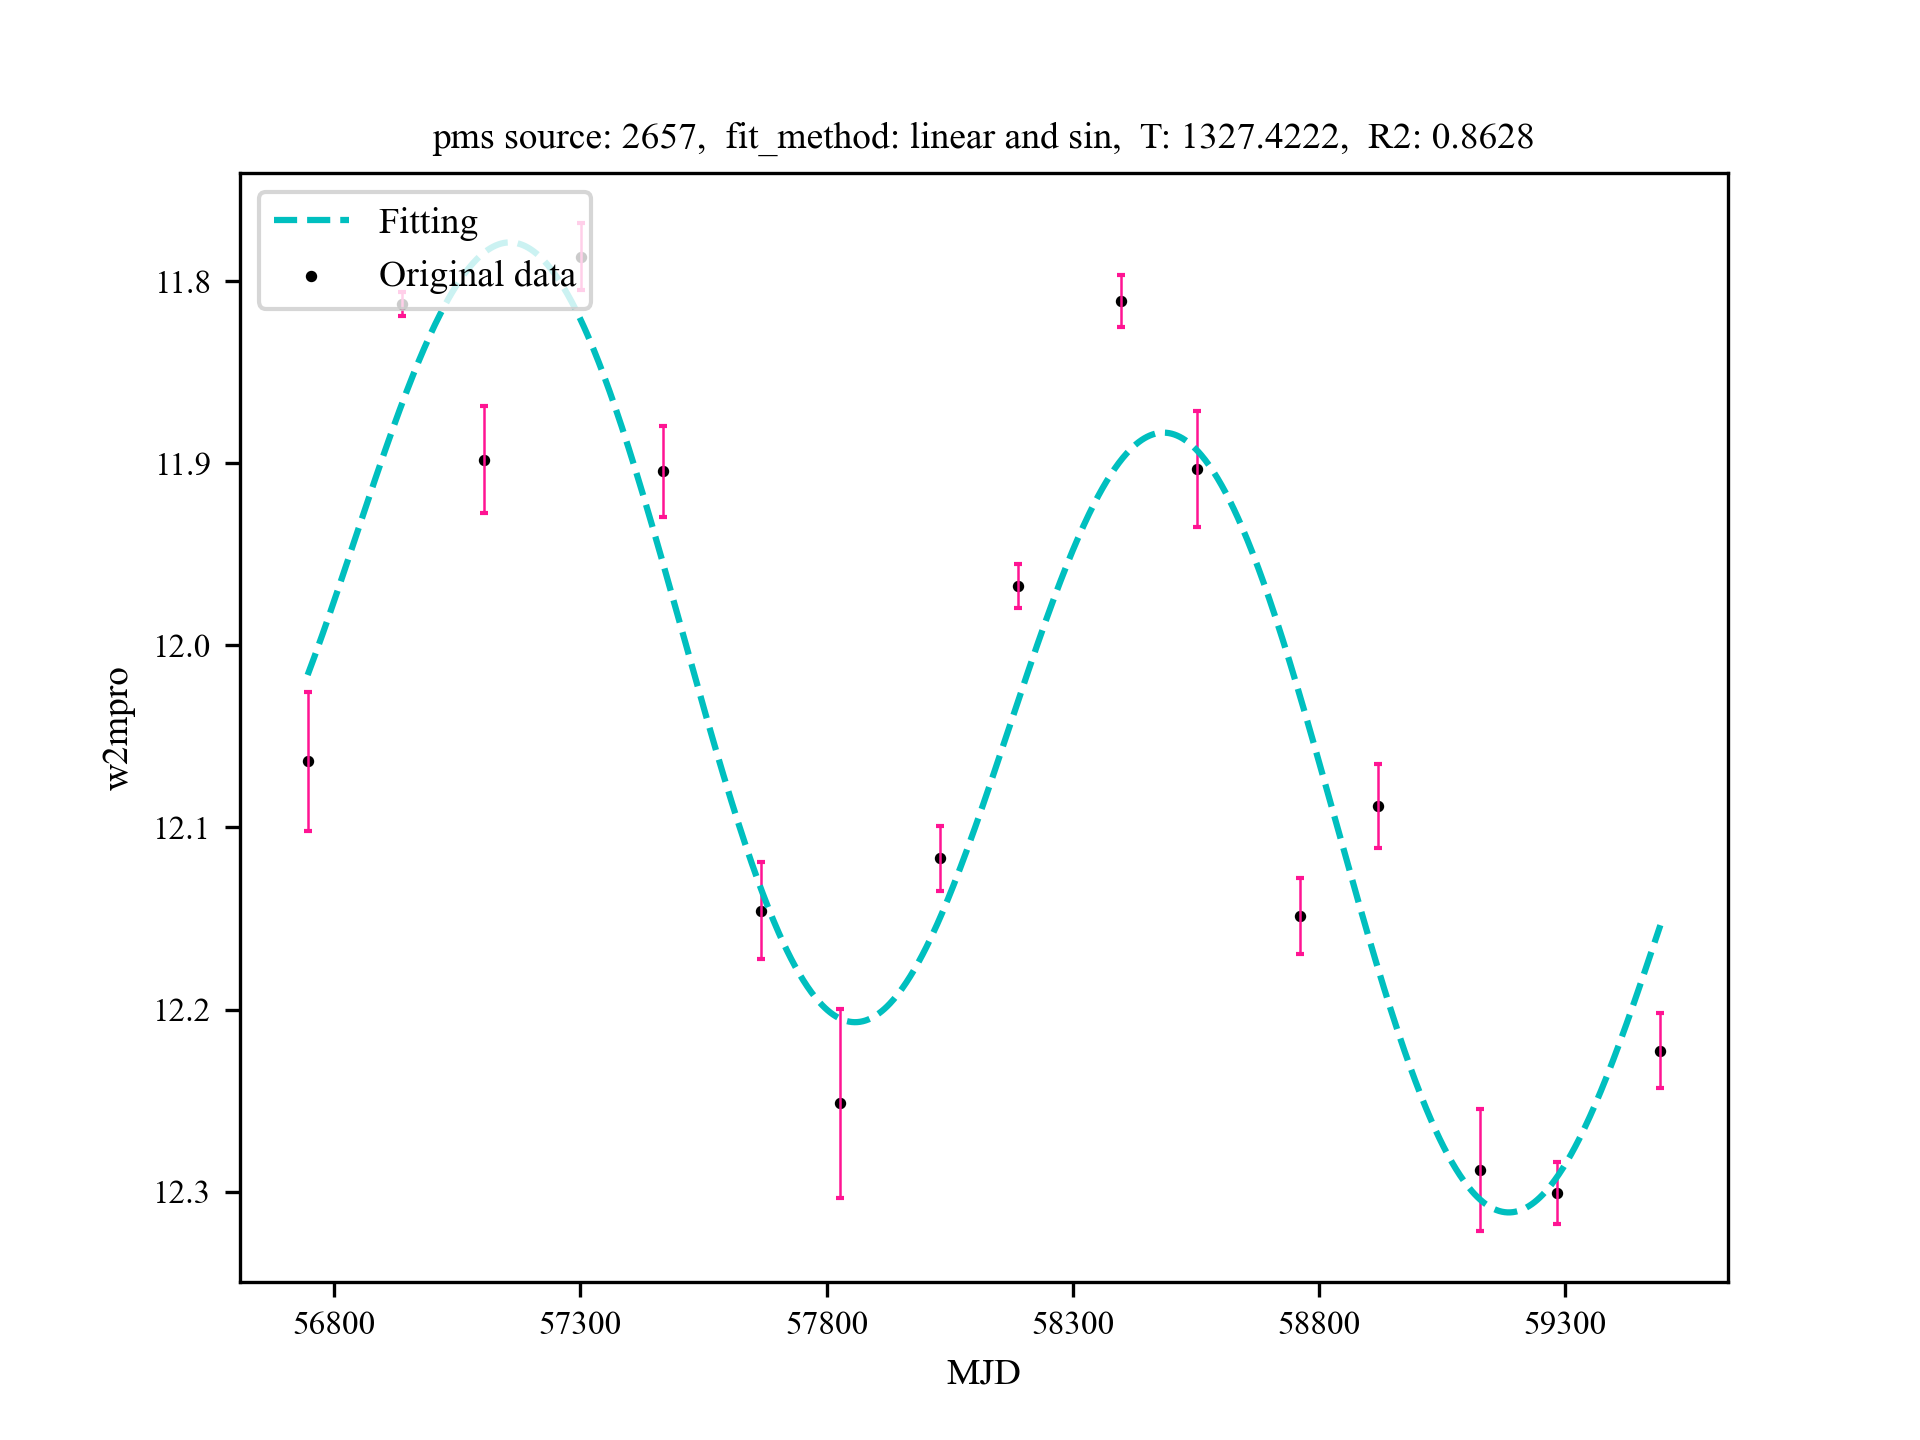 pms source: 2657,  fit_method: linear and sin,  T: 1327.4222,  R2: 0.8628
Fitting
Original data
11.8
11.9
12.0
12.1
12.2
12.3
w2mpro
56800 57300 57800 58300 58800 59300
MJD